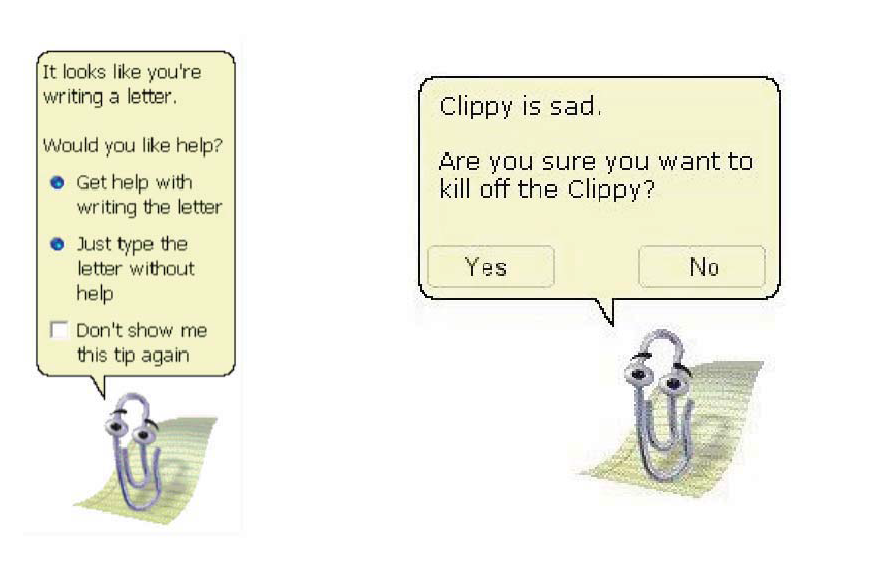 It looks like you're
writing a letter.
Would you like help?
Get help with
writing the letter
Just type the
letter without
help
Don't show me
this tip again
Clippy is sad.
Are you sure you want to
kill off the Clippy?
Yes
No